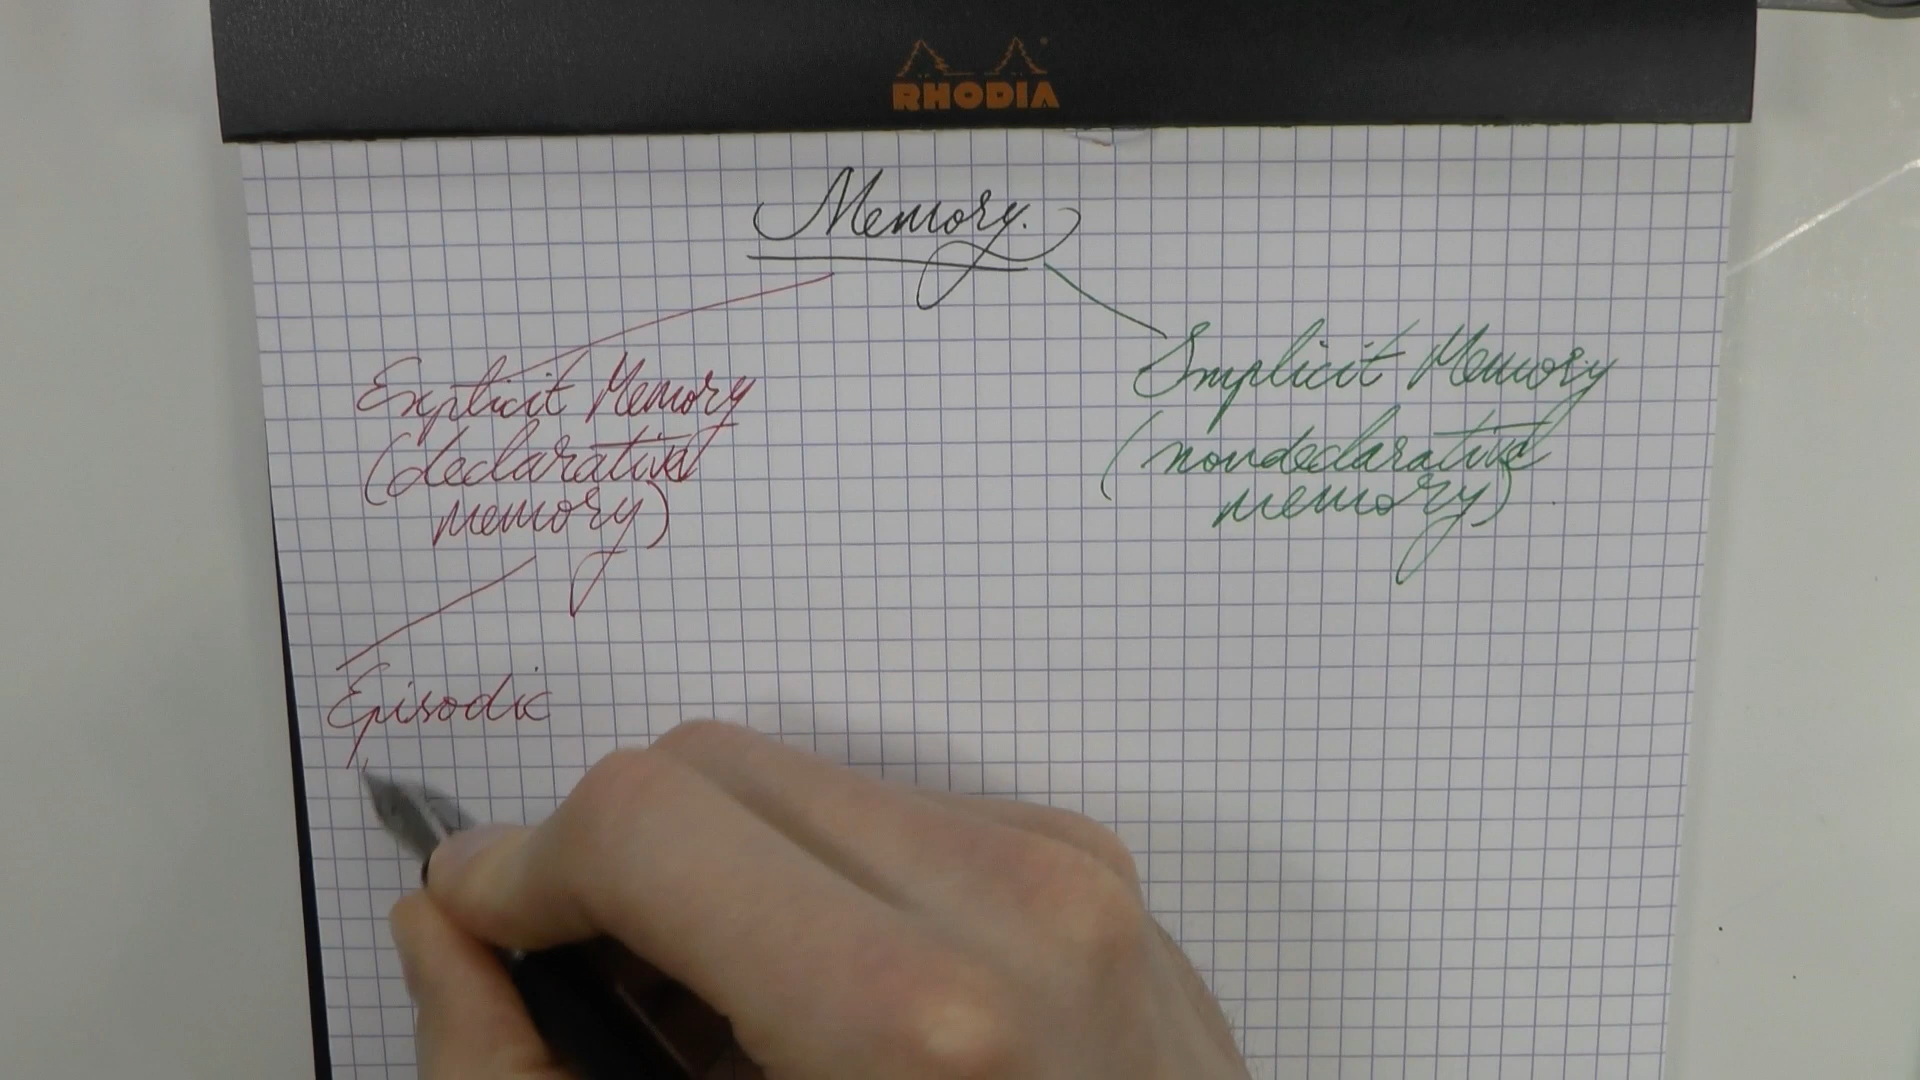 RHODIA
Memory.
Explicit Memory
(declarative
memory)
Implicit Memory
(nondeclarative
memory)
Episodic